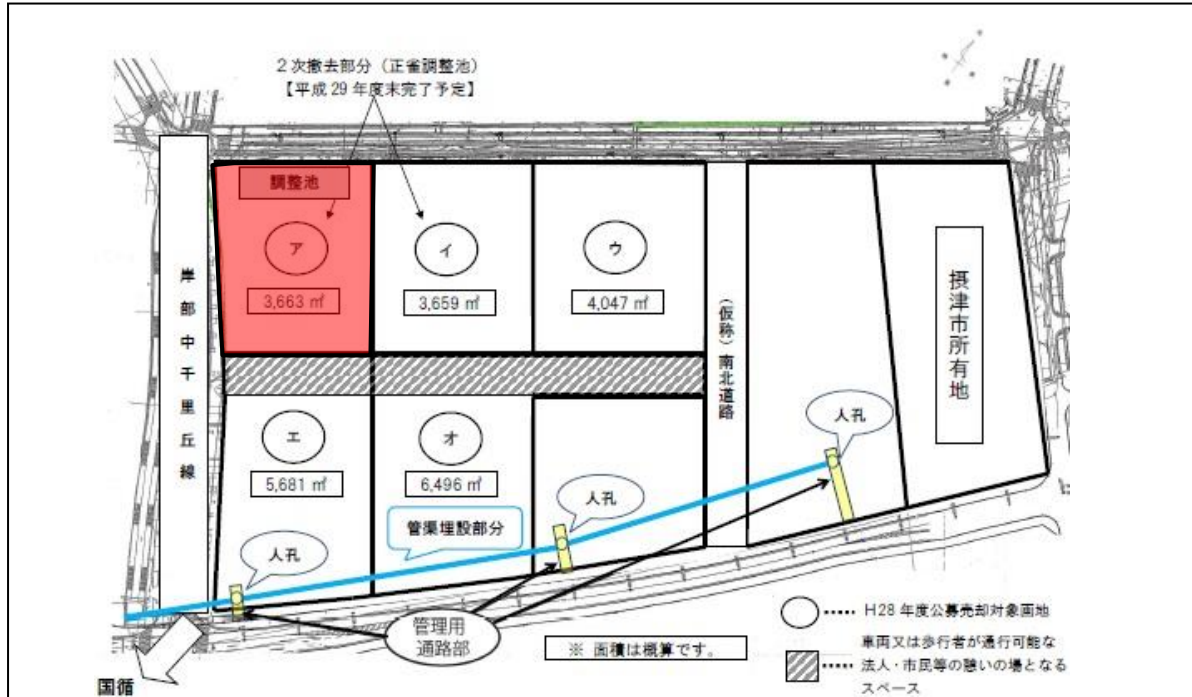 ２次撤去部分（正雀調整池）
【平成 29 年度末完了予定】
調整池
ア
3,663 ㎡
イ
3,659 ㎡
ウ
4,047 ㎡
岸部中千里丘線
（仮称）南北道路
摂津市所有地
エ
5,681 ㎡
オ
6,496 ㎡
人孔
人孔
人孔
管渠埋設部分
管理用
通路部
※ 面積は概算です。
国循
H28 年度公募売却対象画地
車両又は歩行者が通行可能な
法人・市民等の憩いの場となる
スペース